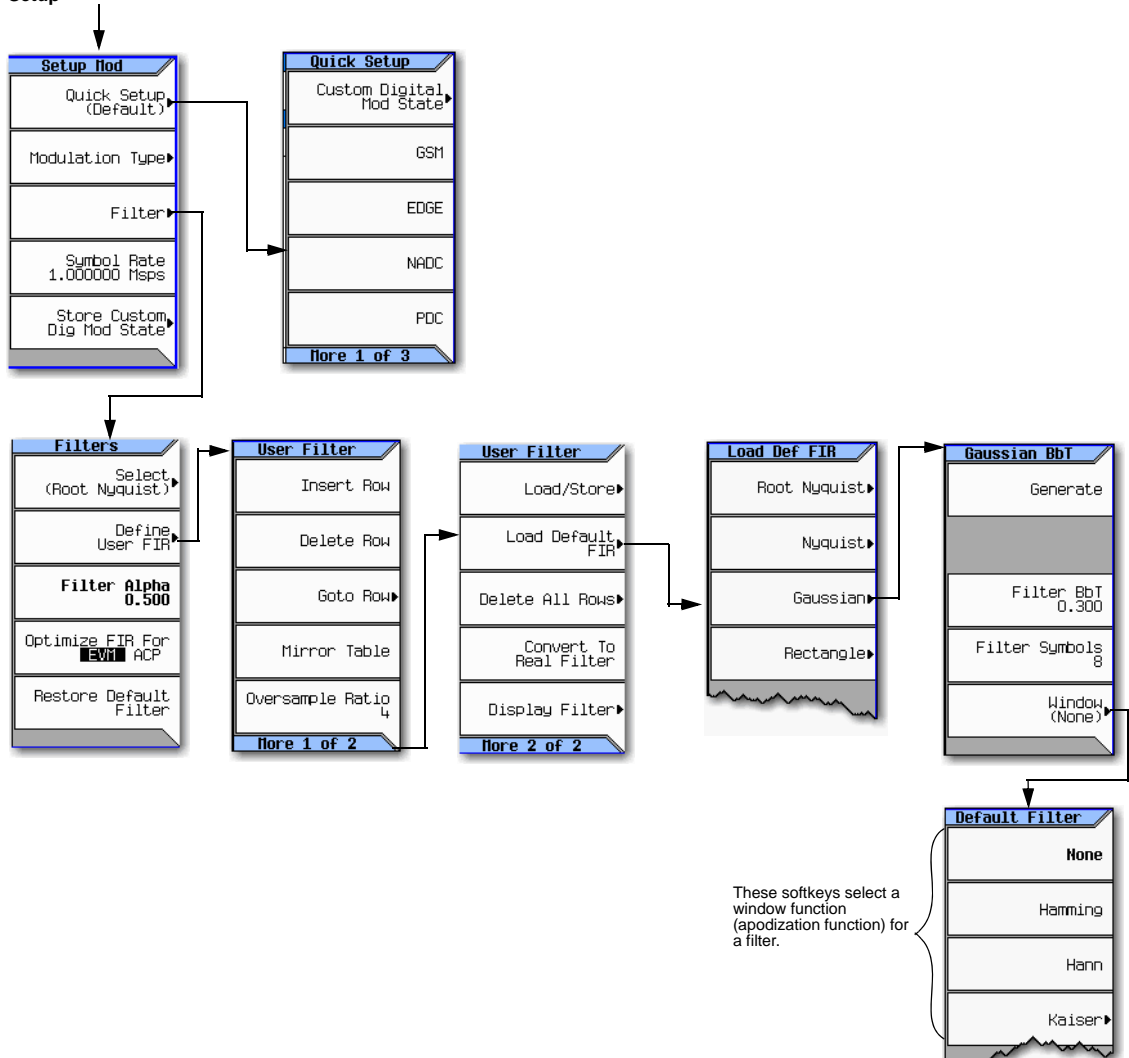 Setup
Setup Mod
Quick Setup
(Default)
Modulation Type
Filter
Symbol Rate
1.000000 Msps
Store Custom
Dig Mod State
Quick Setup
Custom Digital
Mod State
GSM
EDGE
NADC
PDC
More 1 of 3
Filters
Select
(Root Nyquist)
Define
User FIR
Filter Alpha
0.500
Optimize FIR For
EVM ACP
Restore Default
Filter
User Filter
Insert Row
Delete Row
Goto Row
Mirror Table
Oversample Ratio
4
More 1 of 2
User Filter
Load/Store
Load Default
FIR
Delete All Rows
Convert To
Real Filter
Display Filter
More 2 of 2
Load Def FIR
Root Nyquist
Nyquist
Gaussian
Rectangle
Gaussian BbT
Generate
Filter BbT
0.300
Filter Symbols
8
Window
(None)
Default Filter
None
Hamming
Hann
Kaiser
These softkeys select a
window function
(apodization function) for
a filter.